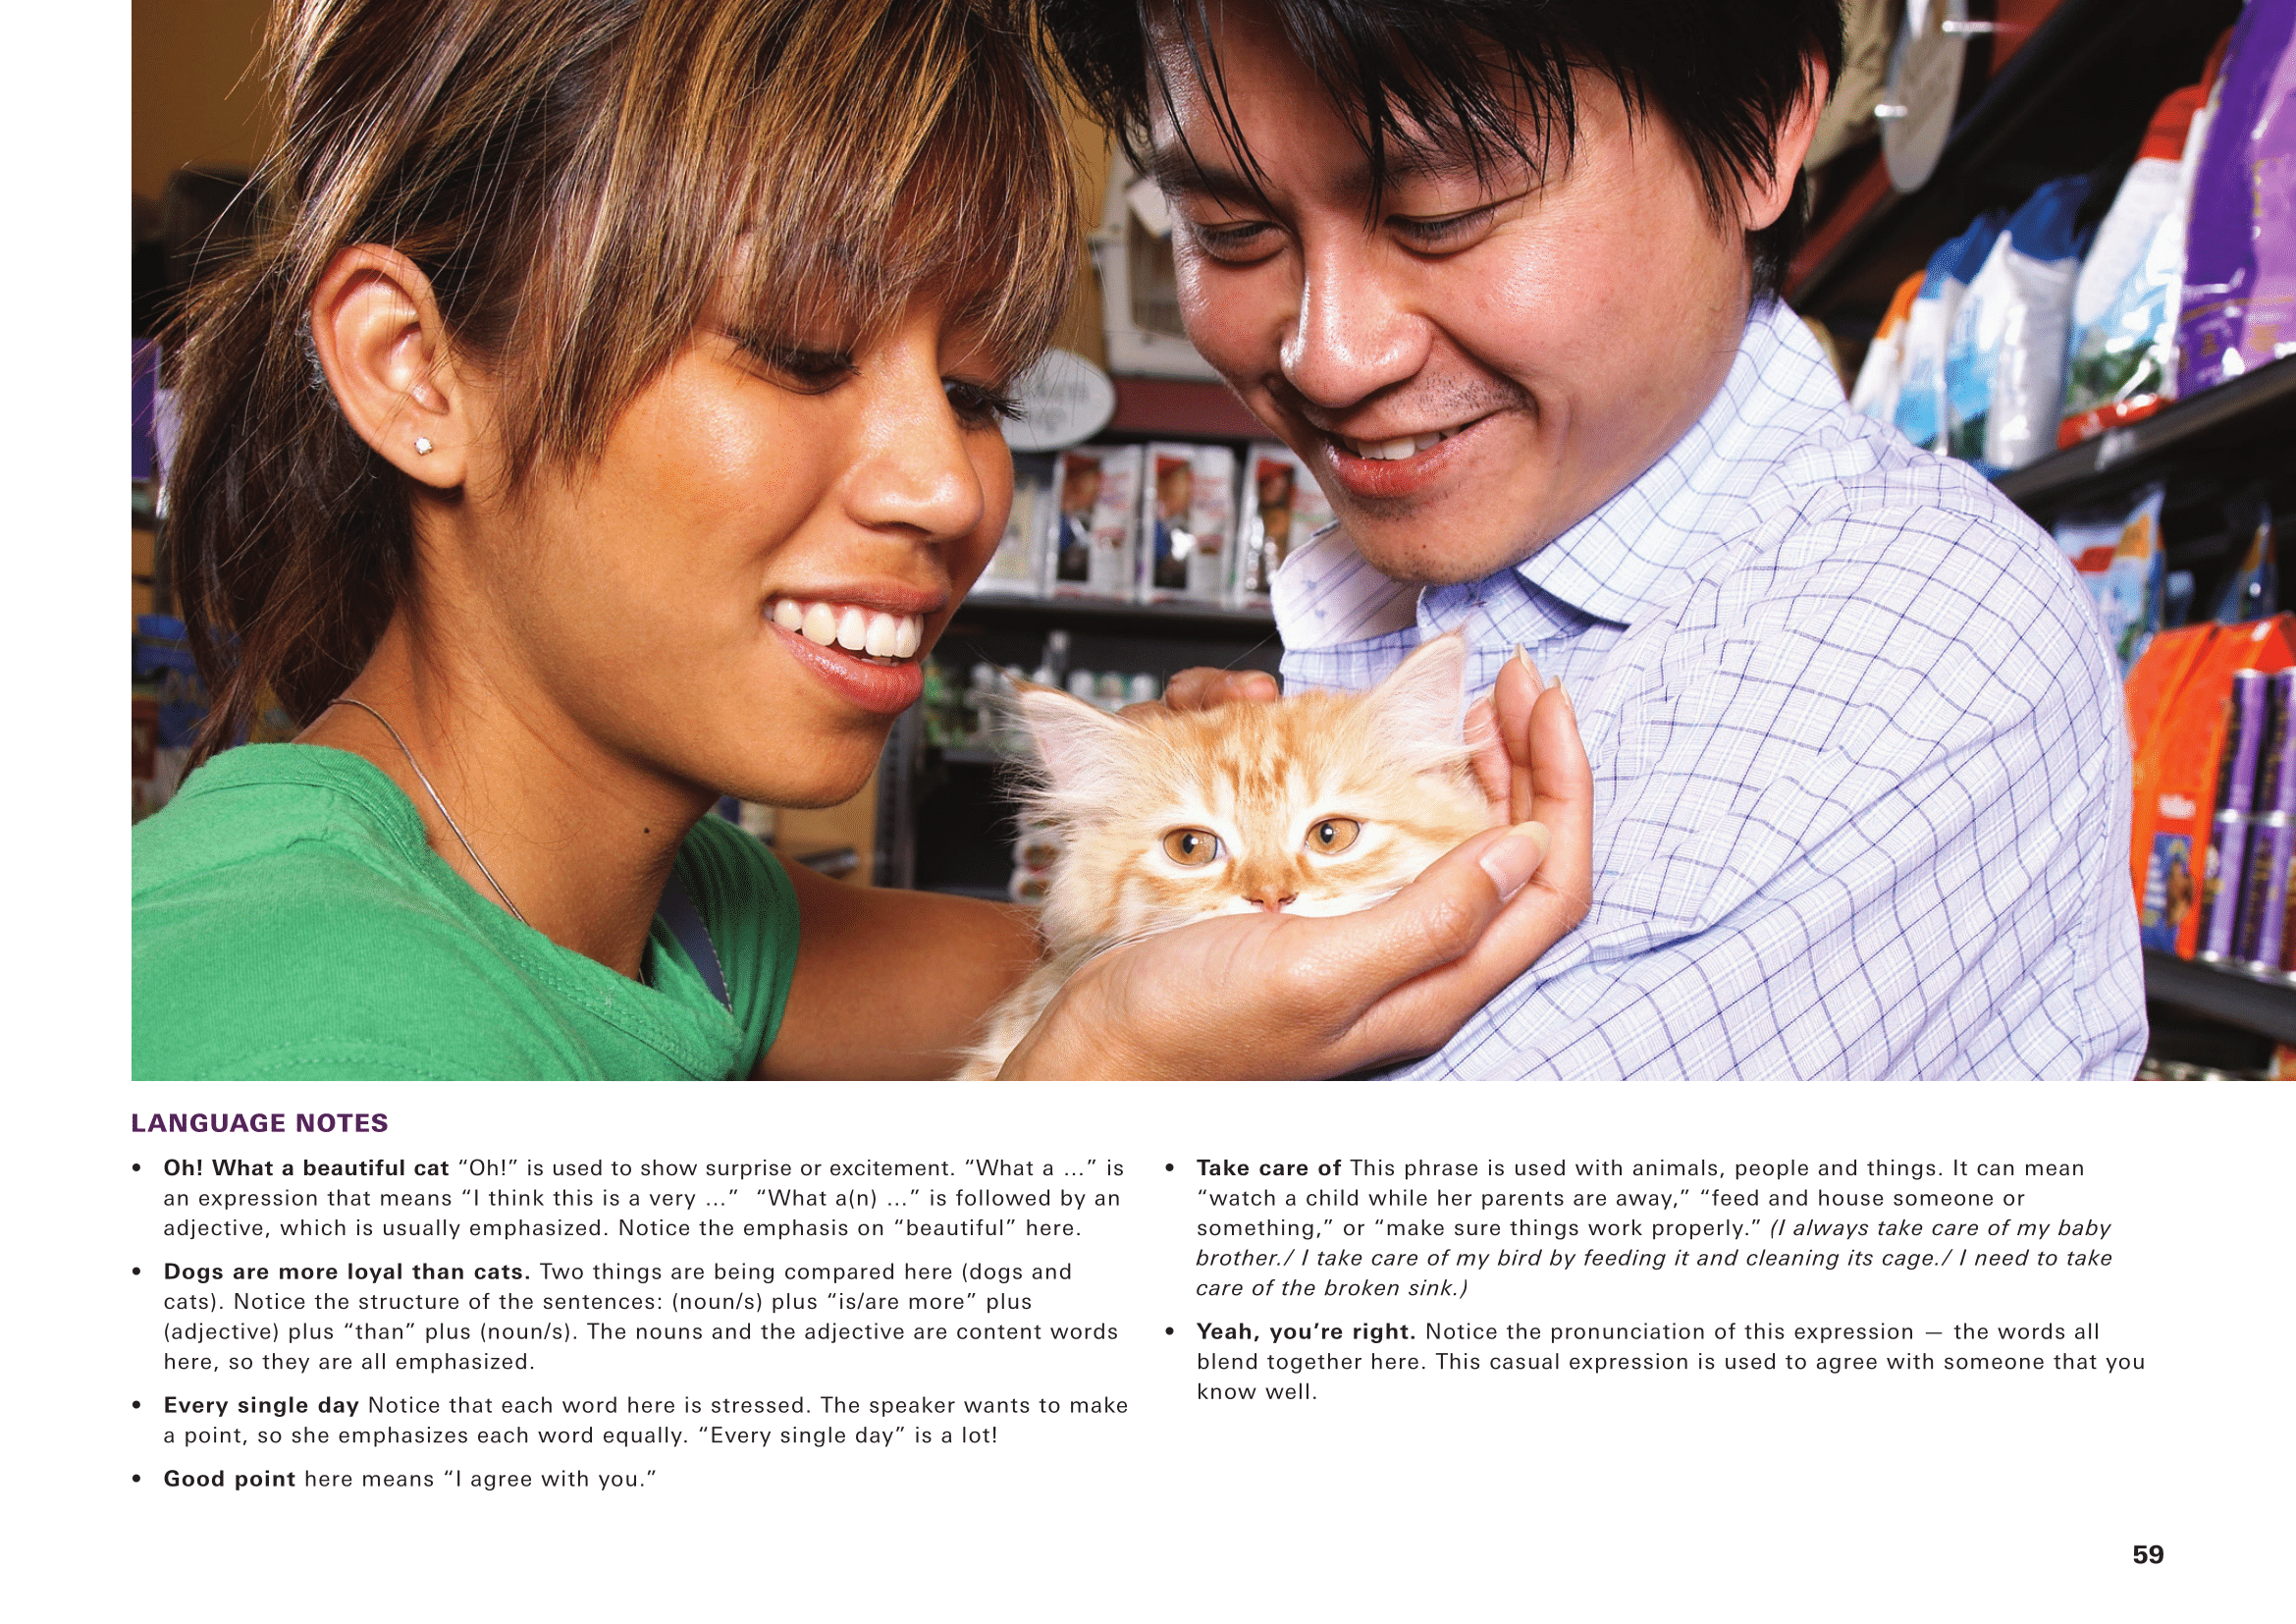 LANGUAGE NOTES
• Oh! What a beautiful cat “Oh!” is used to show surprise or excitement. “What a …” is
an expression that means “I think this is a very …”  “What a(n) …” is followed by an
adjective, which is usually emphasized. Notice the emphasis on “beautiful” here.
• Dogs are more loyal than cats. Two things are being compared here (dogs and
cats). Notice the structure of the sentences: (noun/s) plus “is/are more” plus
(adjective) plus “than” plus (noun/s). The nouns and the adjective are content words
here, so they are all emphasized.
• Every single day Notice that each word here is stressed. The speaker wants to make
a point, so she emphasizes each word equally. “Every single day” is a lot!
• Good point here means “I agree with you.”
• Take care of This phrase is used with animals, people and things. It can mean
“watch a child while her parents are away,” “feed and house someone or
something,” or “make sure things work properly.” (I always take care of my baby
brother./ I take care of my bird by feeding it and cleaning its cage./ I need to take
care of the broken sink.)
• Yeah, you’re right. Notice the pronunciation of this expression — the words all
blend together here. This casual expression is used to agree with someone that you
know well.
59